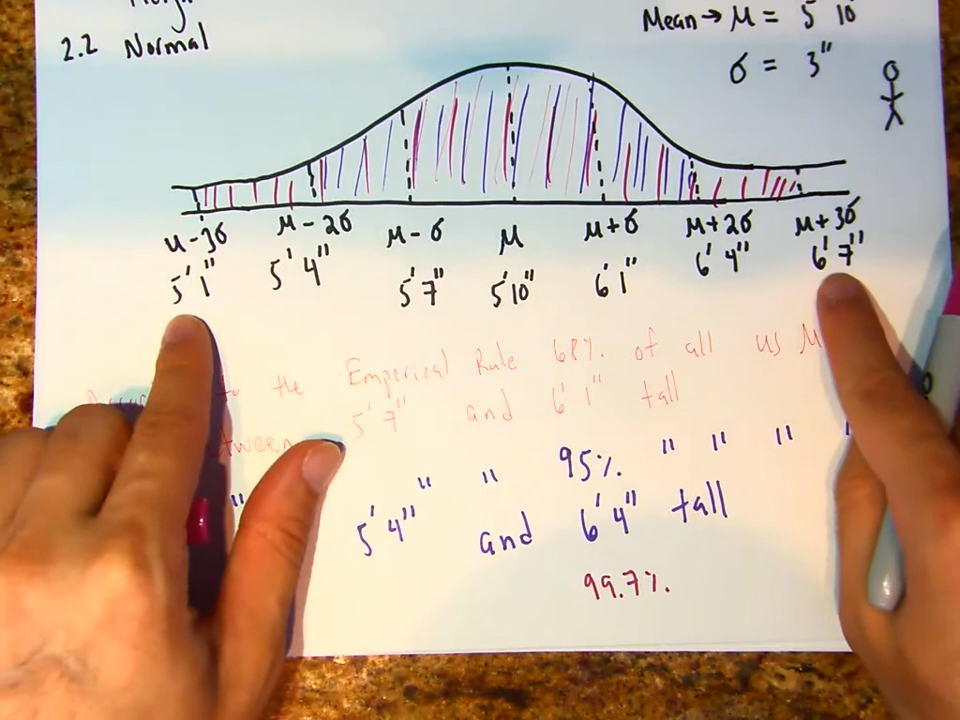 2.2 Normal
Mean → μ = 5' 10
σ = 3"
μ-3σ μ-2σ μ-σ μ μ+σ μ+2σ μ+3σ
5'1" 5'4" 5'7" 5'10" 6'1" 6'4" 6'7"
to the Emperical Rule 68% of all us M
5'7" and 6'1" tall
" " 95% " " " "
" 5'4" and 6'4" tall
99.7%.